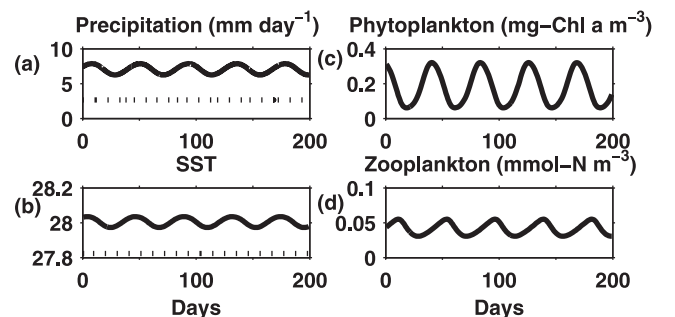 Precipitation (mm day−1)
Phytoplankton (mg−Chl a m−3)
(a)
10
5
0
0
100
200
(c)
0.4
0.2
0
0
100
200
SST
Zooplankton (mmol−N m−3)
(b)
28.2
28
27.8
0
100
200
Days
(d)
0.1
0.05
0
0
100
200
Days